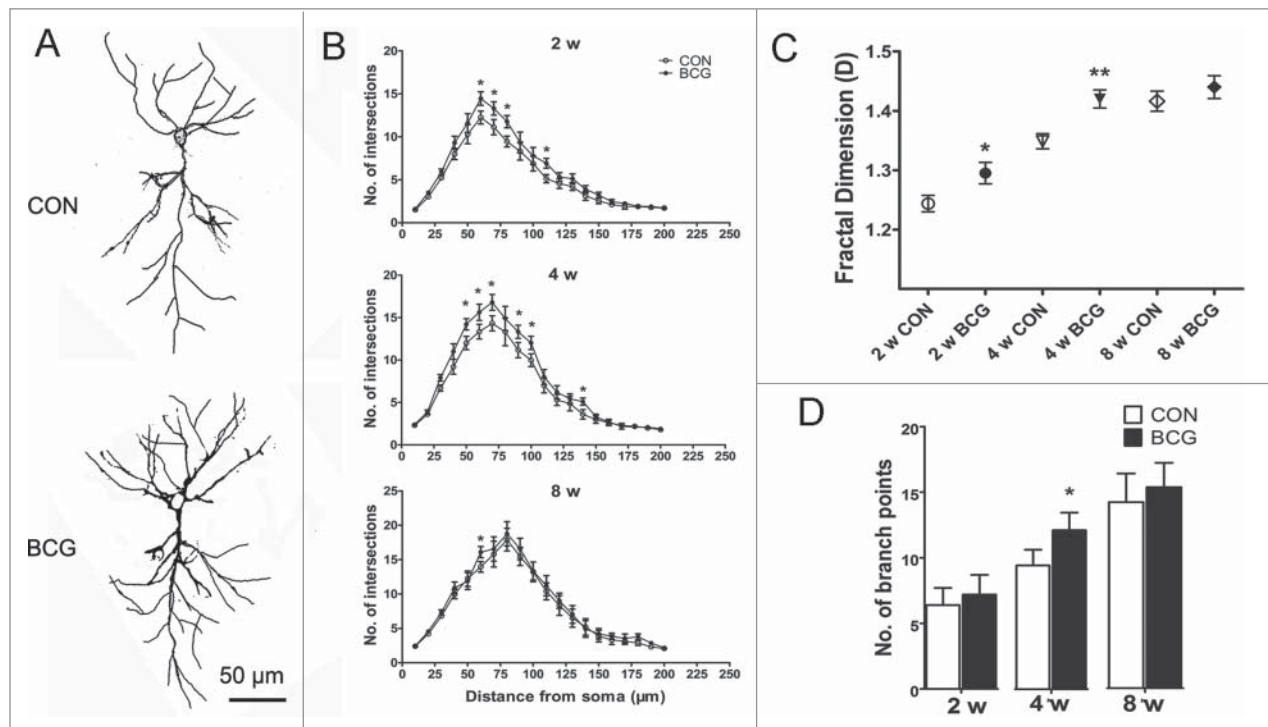 A
CON
BCG
50 µm
B
2 w
CON
BCG
No. of intersections
20
15
10
5
0
0 25 50 75 100 125 150 175 200 225 250
* * * *
4 w
No. of intersections
20
15
10
5
0
0 25 50 75 100 125 150 175 200 225 250
* * * * * *
8 w
No. of intersections
25
20
15
10
5
0
0 25 50 75 100 125 150 175 200 225 250
*
Distance from soma (µm)
C
Fractal Dimension (D)
1.5
1.4
1.3
1.2
*
**
2 w CON
2 w BCG
4 w CON
4 w BCG
8 w CON
8 w BCG
D
CON
BCG
No. of branch points
20
15
10
5
0
*
2 w 4 w 8 w